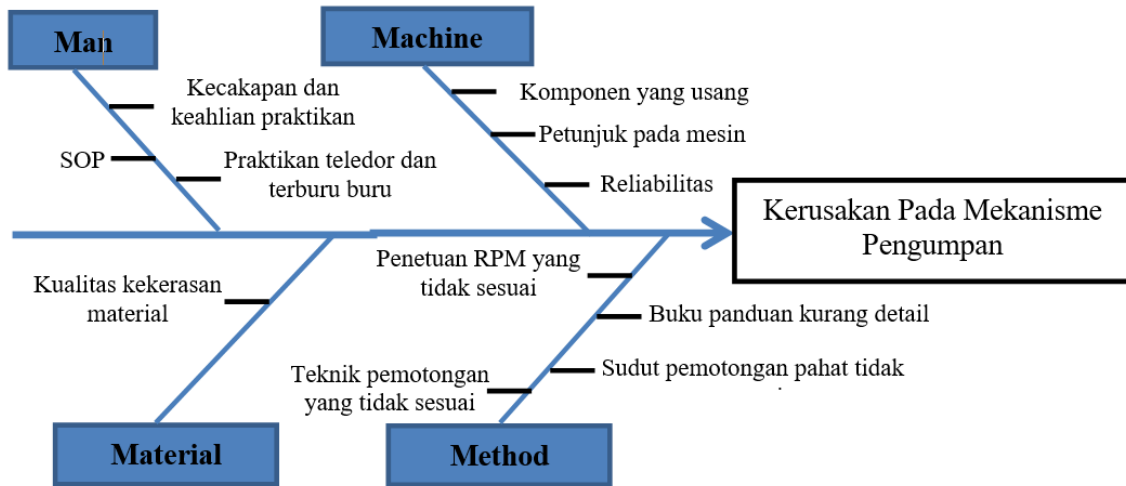 Man
Machine
Kecakapan dan
keahlian praktikan
SOP
Praktikan teledor dan
terburu buru
Komponen yang usang
Petunjuk pada mesin
Reliabilitas
Kerusakan Pada Mekanisme
Pengumpan
Kualitas kekerasan
material
Penetuan RPM yang
tidak sesuai
Buku panduan kurang detail
Sudut pemotongan pahat tidak
Teknik pemotongan
yang tidak sesuai
Material
Method